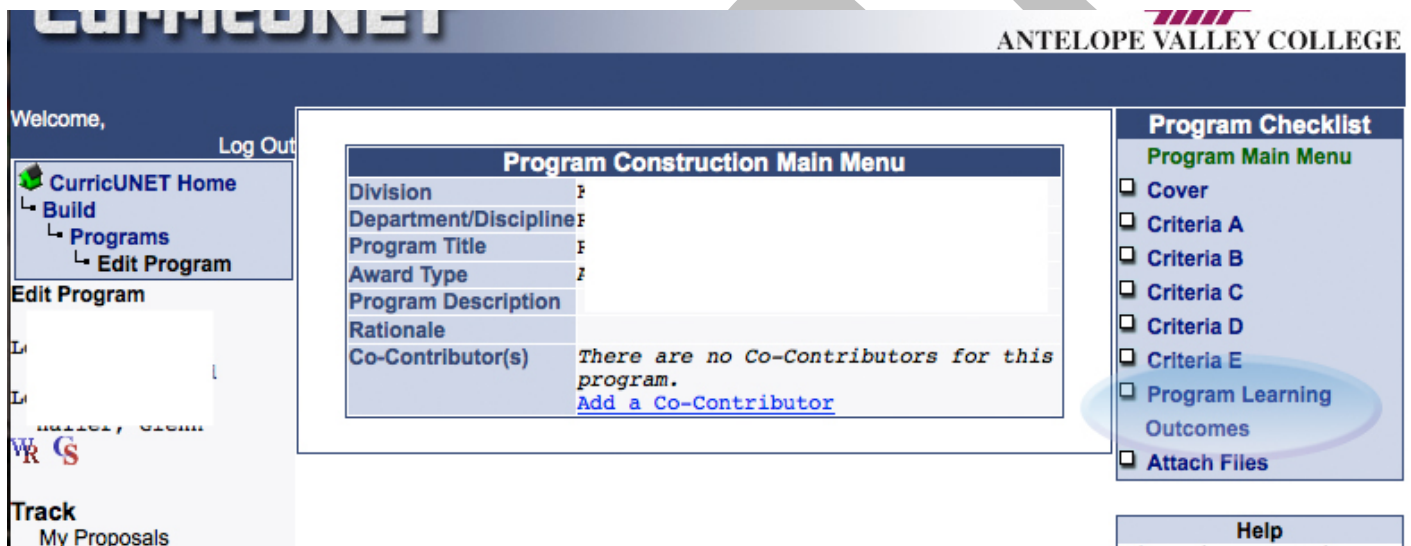 CurricUNET
ANTELOPE VALLEY COLLEGE
Welcome,
Log Out
CurricUNET Home
Build
Programs
Edit Program
Edit Program
WR CS
Track
My Proposals
Program Construction Main Menu
Division
Department/Discipline
Program Title
Award Type
Program Description
Rationale
Co-Contributor(s) There are no Co-Contributors for this
program.
Add a Co-Contributor
Program Checklist
Program Main Menu
Cover
Criteria A
Criteria B
Criteria C
Criteria D
Criteria E
Program Learning
Outcomes
Attach Files
Help